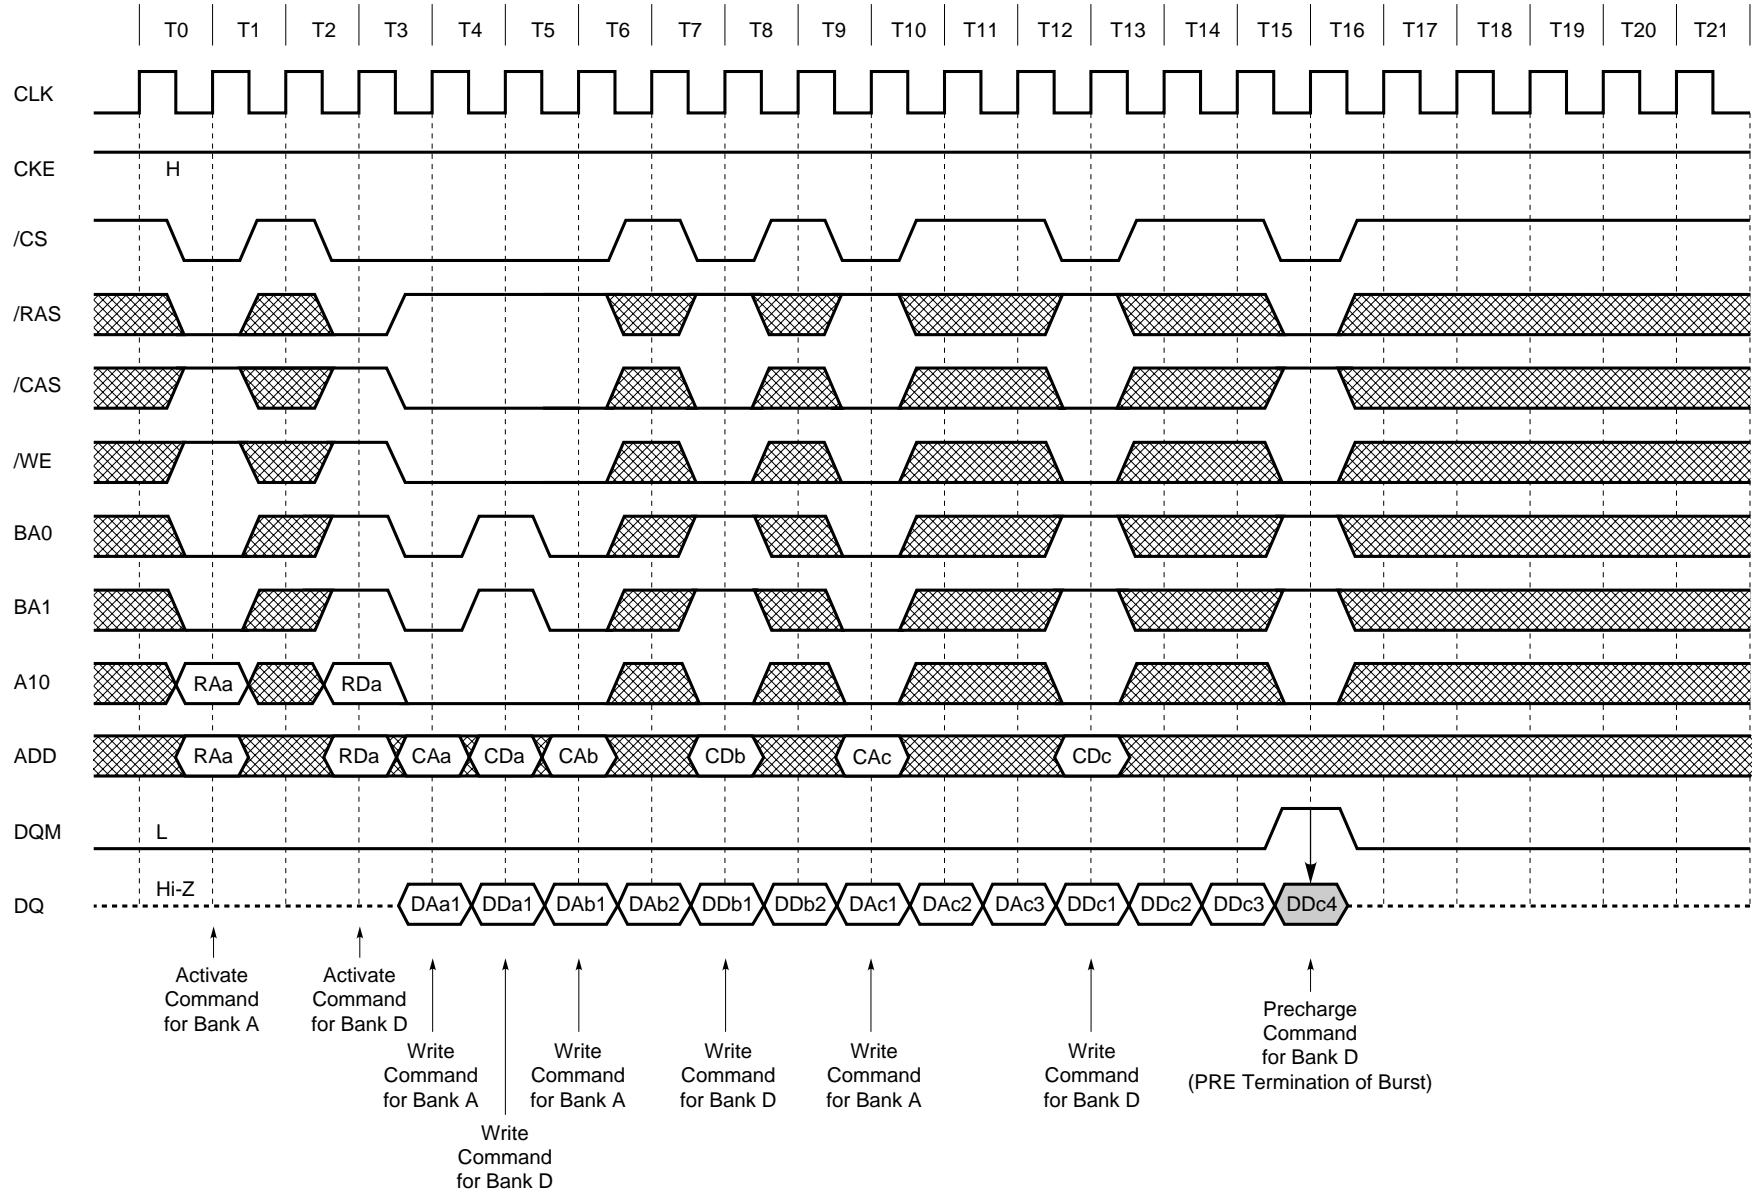 T0 T1 T2 T3 T4 T5 T6 T7 T8 T9 T10 T11 T12 T13 T14 T15 T16 T17 T18 T19 T20 T21
CLK
CKE H
/CS
/RAS
/CAS
/WE
BA0
BA1
A10 RAa RDa
ADD RAa RDa CAa CDa CAb CDb CAc CDc
DQM L
DQ Hi-Z DAa1 DDa1 DAb1 DAb2 DDb1 DDb2 DAc1 DAc2 DAc3 DDc1 DDc2 DDc3 DDc4
Activate
Command
for Bank A
Activate
Command
for Bank D
Write
Command
for Bank A
Write
Command
for Bank D
Write
Command
for Bank A
Write
Command
for Bank D
Write
Command
for Bank A
Write
Command
for Bank D
Precharge
Command
for Bank D
(PRE Termination of Burst)